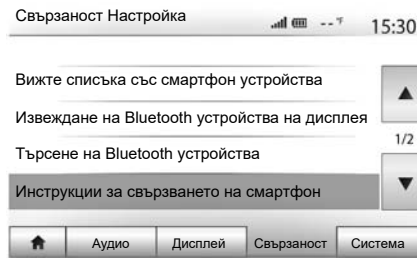 Свързаност Настройка
-- °F 15:30
Вижте списъка със смартфон устройства
Извеждане на Bluetooth устройства на дисплея
1/2
Търсене на Bluetooth устройства
Инструкции за свързването на смартфон
Аудио Дисплей Свързаност Система